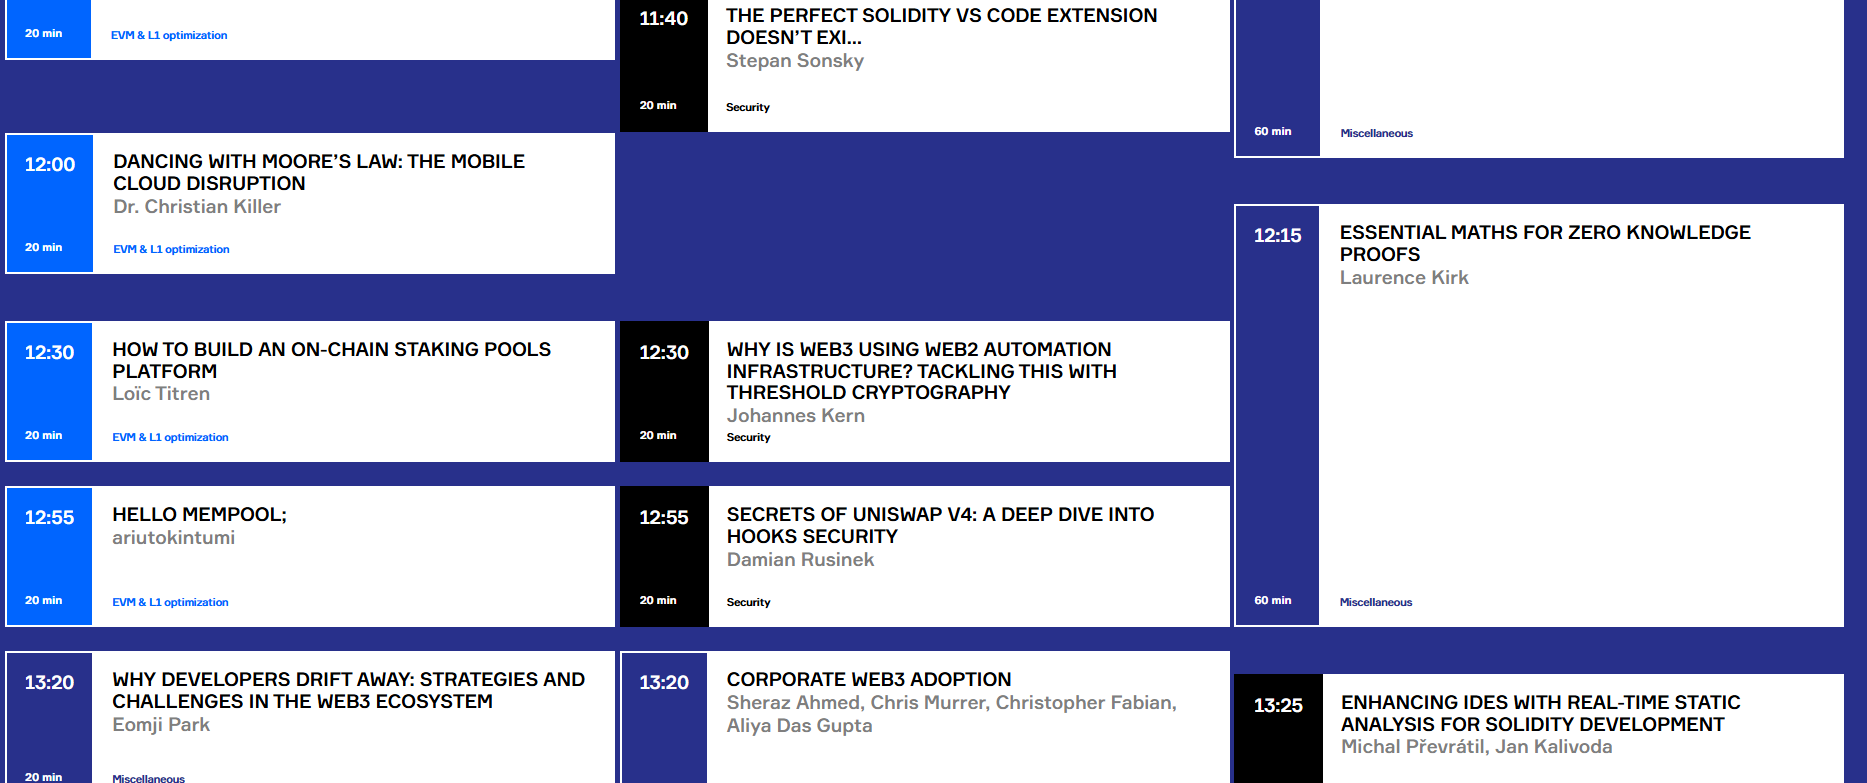 20 min
EVM & L1 optimization
12:00
DANCING WITH MOORE’S LAW: THE MOBILE
CLOUD DISRUPTION
Dr. Christian Killer
20 min
EVM & L1 optimization
12:30
HOW TO BUILD AN ON-CHAIN STAKING POOLS
PLATFORM
Loïc Titren
20 min
EVM & L1 optimization
12:55
HELLO MEMPOOL;
ariutokintumi
20 min
EVM & L1 optimization
13:20
WHY DEVELOPERS DRIFT AWAY: STRATEGIES AND
CHALLENGES IN THE WEB3 ECOSYSTEM
Eomji Park
20 min
Miscellaneous
11:40
THE PERFECT SOLIDITY VS CODE EXTENSION
DOESN’T EXI...
Stepan Sonsky
20 min
Security
12:30
WHY IS WEB3 USING WEB2 AUTOMATION
INFRASTRUCTURE? TACKLING THIS WITH
THRESHOLD CRYPTOGRAPHY
Johannes Kern
20 min
Security
12:55
SECRETS OF UNISWAP V4: A DEEP DIVE INTO
HOOKS SECURITY
Damian Rusinek
20 min
Security
13:20
CORPORATE WEB3 ADOPTION
Sheraz Ahmed, Chris Murrer, Christopher Fabian,
Aliya Das Gupta
60 min
Miscellaneous
12:15
ESSENTIAL MATHS FOR ZERO KNOWLEDGE
PROOFS
Laurence Kirk
60 min
Miscellaneous
13:25
ENHANCING IDES WITH REAL-TIME STATIC
ANALYSIS FOR SOLIDITY DEVELOPMENT
Michal Převrátil, Jan Kalivoda